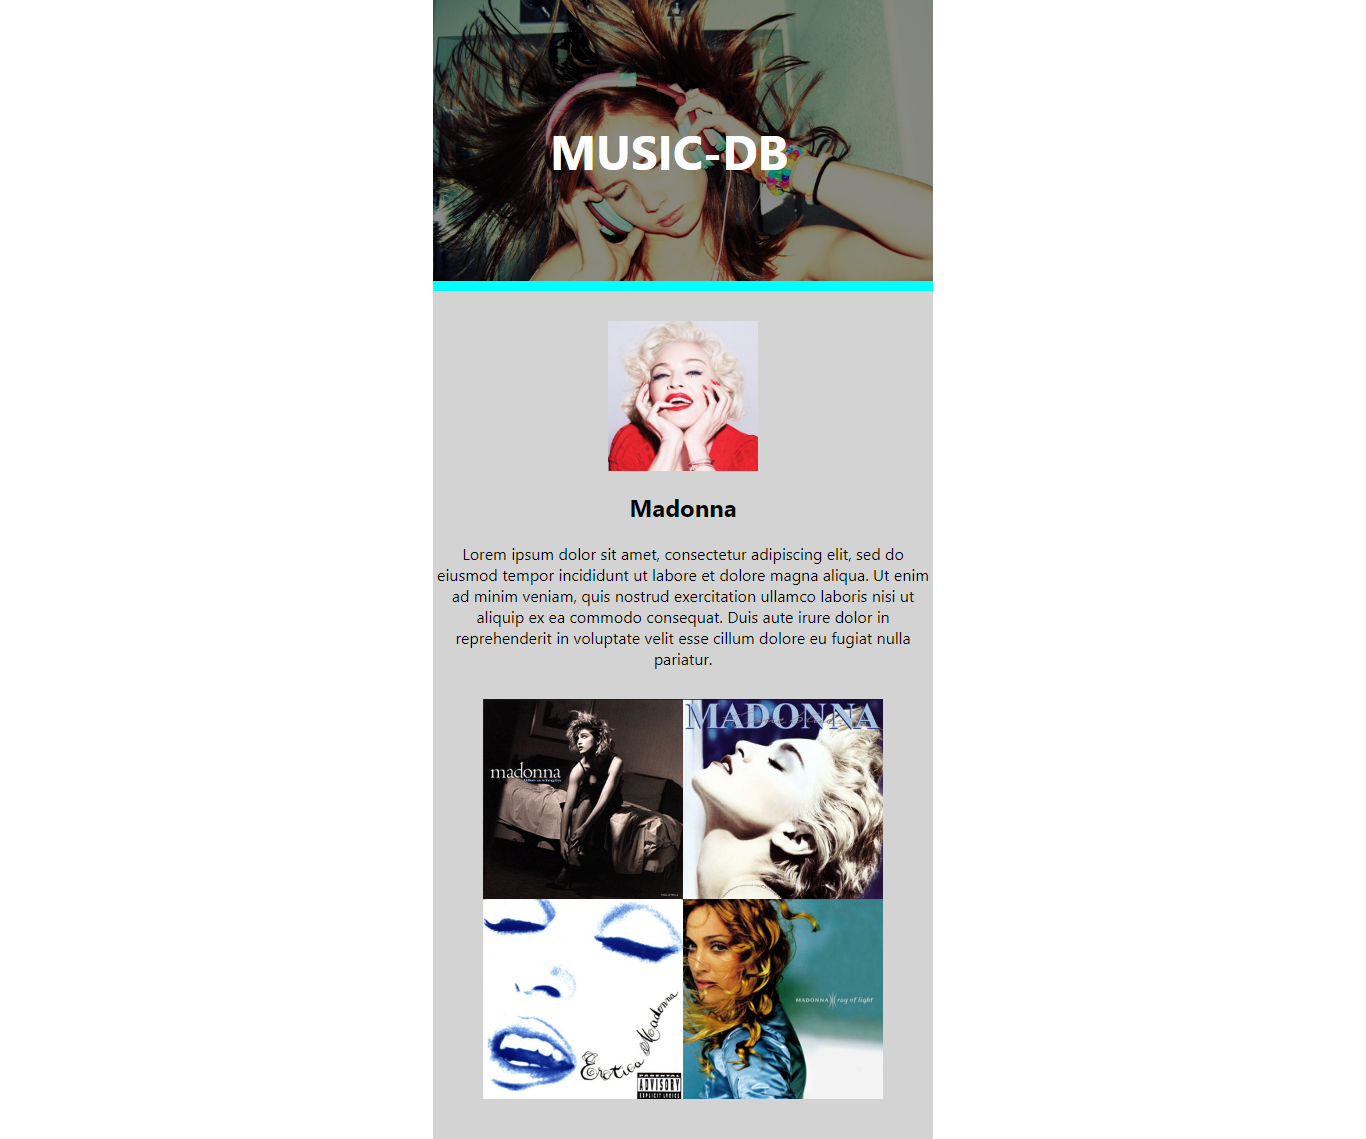 MUSIC-DB
Madonna
Lorem ipsum dolor sit amet, consectetur adipiscing elit, sed do
eiusmod tempor incididunt ut labore et dolore magna aliqua. Ut enim
ad minim veniam, quis nostrud exercitation ullamco laboris nisi ut
aliquip ex ea commodo consequat. Duis aute irure dolor in
reprehenderit in voluptate velit esse cillum dolore eu fugiat nulla
pariatur.
madonna
like a virgin
MADONNA
Erotica Madonna
ADVISORY
EXPLICIT LYRICS
MADONNA ray of light